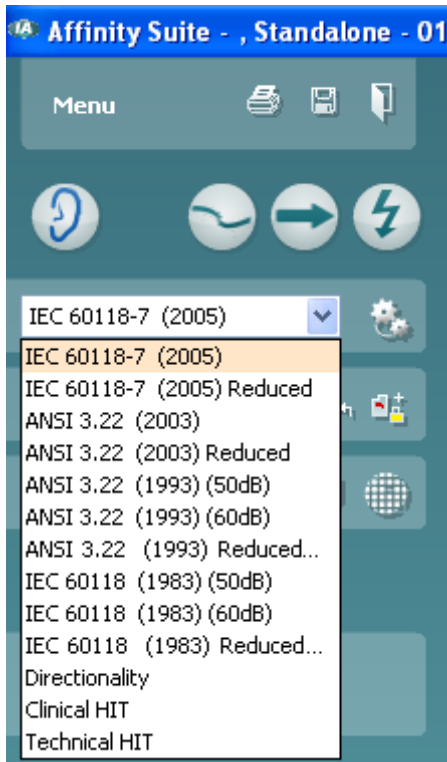 IA Affinity Suite - , Standalone - 01
Menu
IEC 60118-7 (2005)
IEC 60118-7 (2005)
IEC 60118-7 (2005) Reduced
ANSI 3.22 (2003)
ANSI 3.22 (2003) Reduced
ANSI 3.22 (1993) (50dB)
ANSI 3.22 (1993) (60dB)
ANSI 3.22 (1993) Reduced...
IEC 60118 (1983) (50dB)
IEC 60118 (1983) (60dB)
IEC 60118 (1983) Reduced...
Directionality
Clinical HIT
Technical HIT